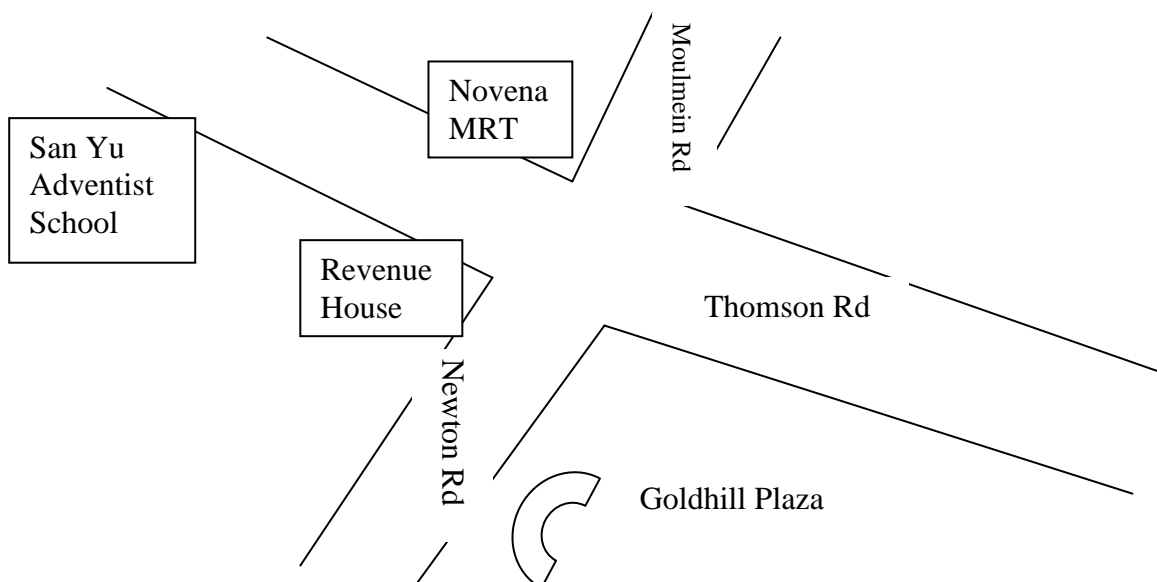 Moulmein Rd
Novena
MRT
San Yu
Adventist
School
Revenue
House
Thomson Rd
Newton Rd
Goldhill Plaza